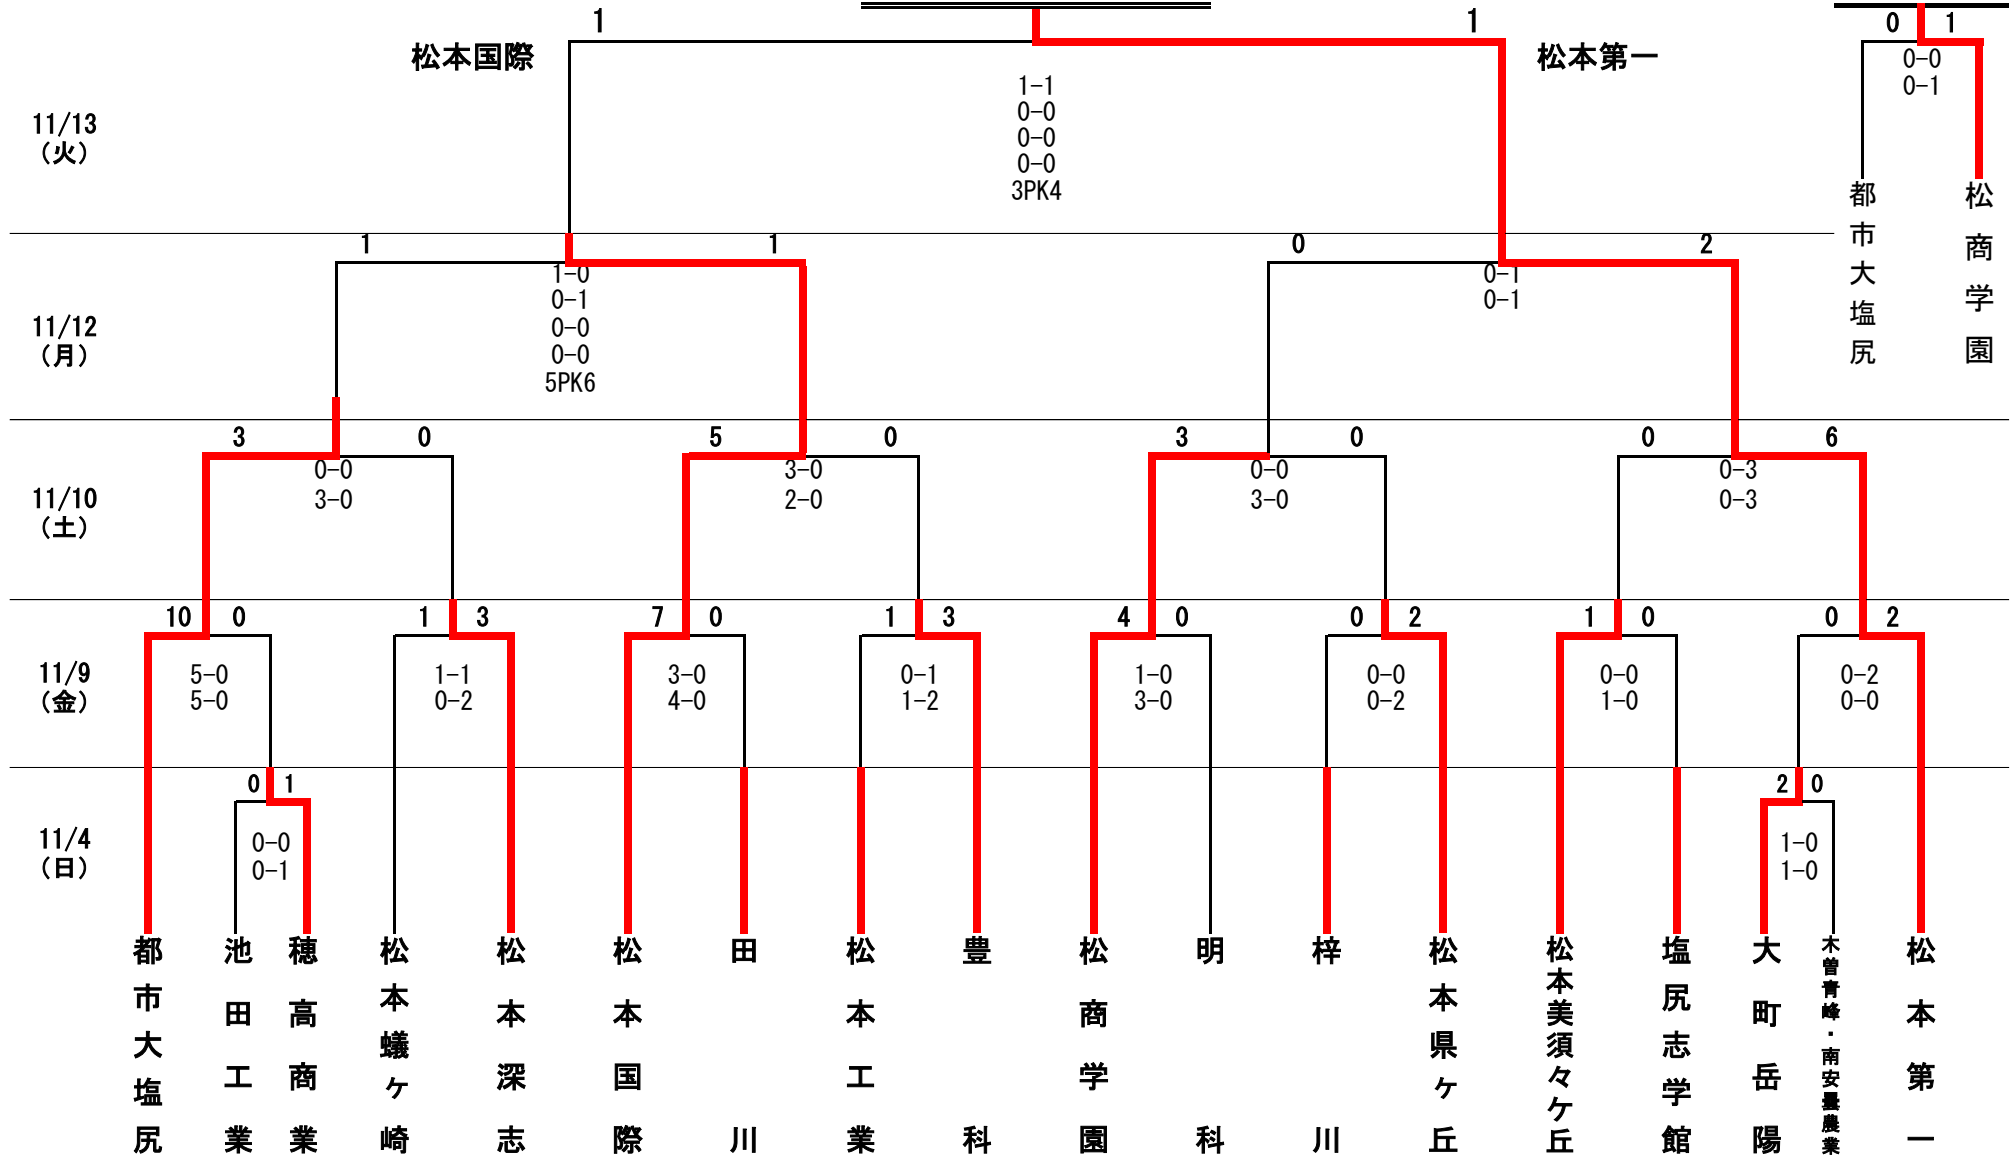 1
1
0 1
松本国際
松本第一
0-0
0-1
1-1
0-0
0-0
0-0
3PK4
11/13
(火)
都市大塩尻
松商学園
1
1
0
2
1-0
0-1
0-0
0-0
5PK6
0-1
0-1
11/12
(月)
3
0
5
0
3
0
0
6
0-0
3-0
3-0
2-0
0-0
3-0
0-3
0-3
11/10
(土)
10 0
1 3
7 0
1 3
4 0
0 2
1 0
0 2
11/9
(金)
5-0
5-0
1-1
0-2
3-0
4-0
0-1
1-2
1-0
3-0
0-0
0-2
0-0
1-0
0-2
0-0
0 1
2 0
11/4
(日)
0-0
0-1
1-0
1-0
都市大塩尻
池田工業
穂高商業
松本蟻ヶ崎
松本深志
松本国際
田川
松本工業
豊科
松商学園
明科
梓川
松本県ヶ丘
松本美須々ケ丘
塩尻志学館
大町岳陽
木曽青峰・南安曇農業
松本第一